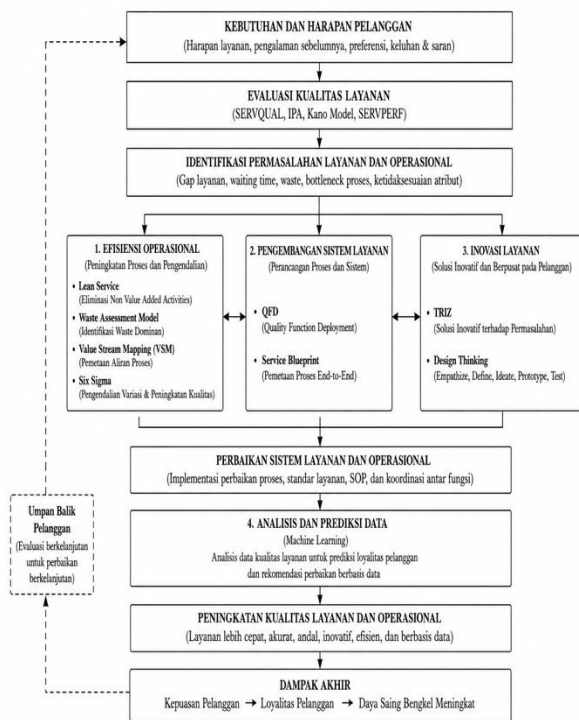 KEBUTUHAN DAN HARAPAN PELANGGAN
(Harapan layanan, pengalaman sebelumnya, preferensi, keluhan & saran)
EVALUASI KUALITAS LAYANAN
(SERVQUAL, IPA, Kano Model, SERVPERF)
IDENTIFIKASI PERMASALAHAN LAYANAN DAN OPERASIONAL
(Gap layanan, waiting time, waste, bottleneck proses, ketidaksesuaian atribut)
1. EFISIENSI OPERASIONAL
(Peningkatan Proses dan Pengendalian)
• Lean Service
(Eliminasi Non Value Added Activities)
• Waste Assessment Model
(Identifikasi Waste Dominan)
• Value Stream Mapping (VSM)
(Pemetaan Aliran Proses)
• Six Sigma
(Pengendalian Variasi & Peningkatan Kualitas)
2. PENGEMBANGAN SISTEM LAYANAN
(Perancangan Proses dan Sistem)
• QFD
(Quality Function Deployment)
• Service Blueprint
(Pemetaan Proses End-to-End)
3. INOVASI LAYANAN
(Solusi Inovatif dan Berpusat pada Pelanggan)
• TRIZ
(Solusi Inovatif terhadap Permasalahan)
• Design Thinking
(Empathize, Define, Ideate, Prototype, Test)
PERBAIKAN SISTEM LAYANAN DAN OPERASIONAL
(Implementasi perbaikan proses, standar layanan, SOP, dan koordinasi antar fungsi)
4. ANALISIS DAN PREDIKSI DATA
(Machine Learning)
Analisis data kualitas layanan untuk prediksi loyalitas pelanggan
dan rekomendasi perbaikan berbasis data
PENINGKATAN KUALITAS LAYANAN DAN OPERASIONAL
(Layanan lebih cepat, akurat, andal, inovatif, efisien, dan berbasis data)
DAMPAK AKHIR
Kepuasan Pelanggan → Loyalitas Pelanggan → Daya Saing Bengkel Meningkat
Umpan Balik
Pelanggan
(Evaluasi berkelanjutan
untuk perbaikan
berkelanjutan)